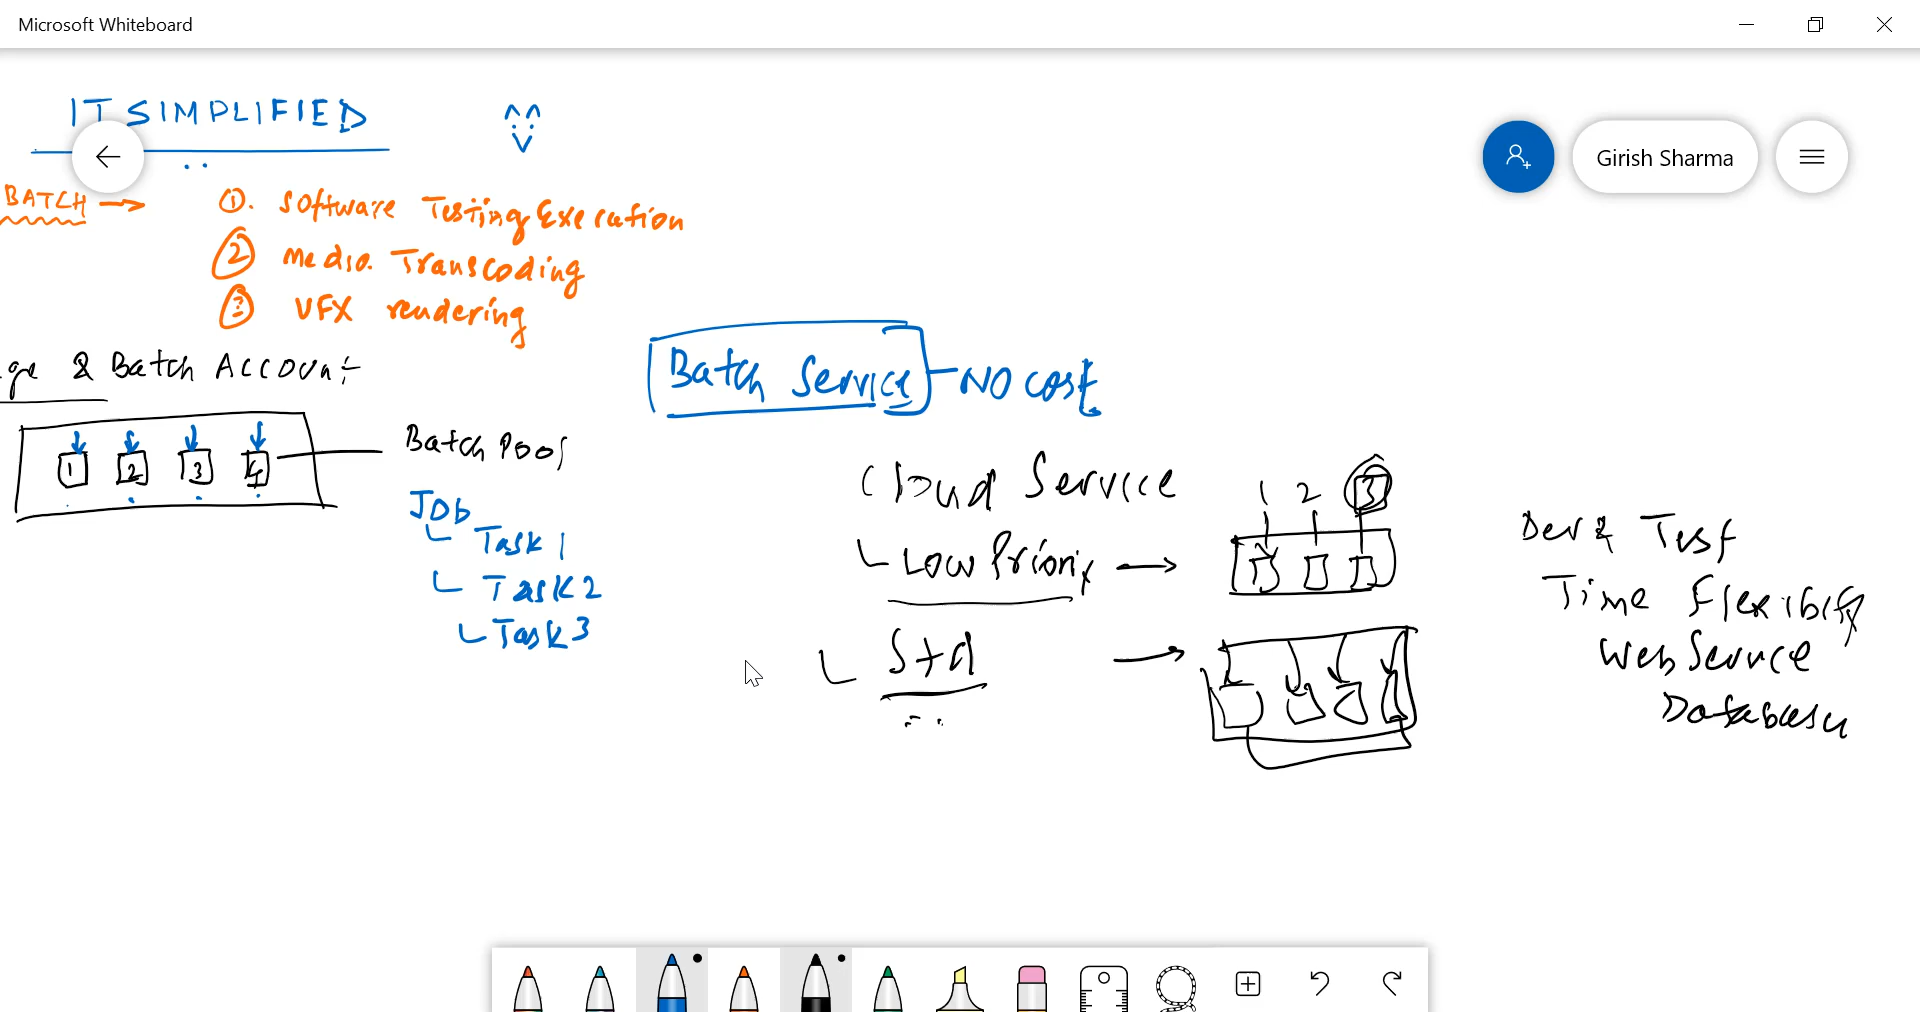 Microsoft Whiteboard
IT SIMPLIFIED
Girish Sharma
BATCH →
①. Software Testing Execution
② Media Transcoding
③ VFX rendering
ge & Batch Account
Batch Service - NO cost
1 2 3 4
Batch Pool
Job
Task 1
Task 2
Task 3
Cloud Service
1 2 3
Low Priority →
Std →
Dev & Test
Time Flexibility
Web Service